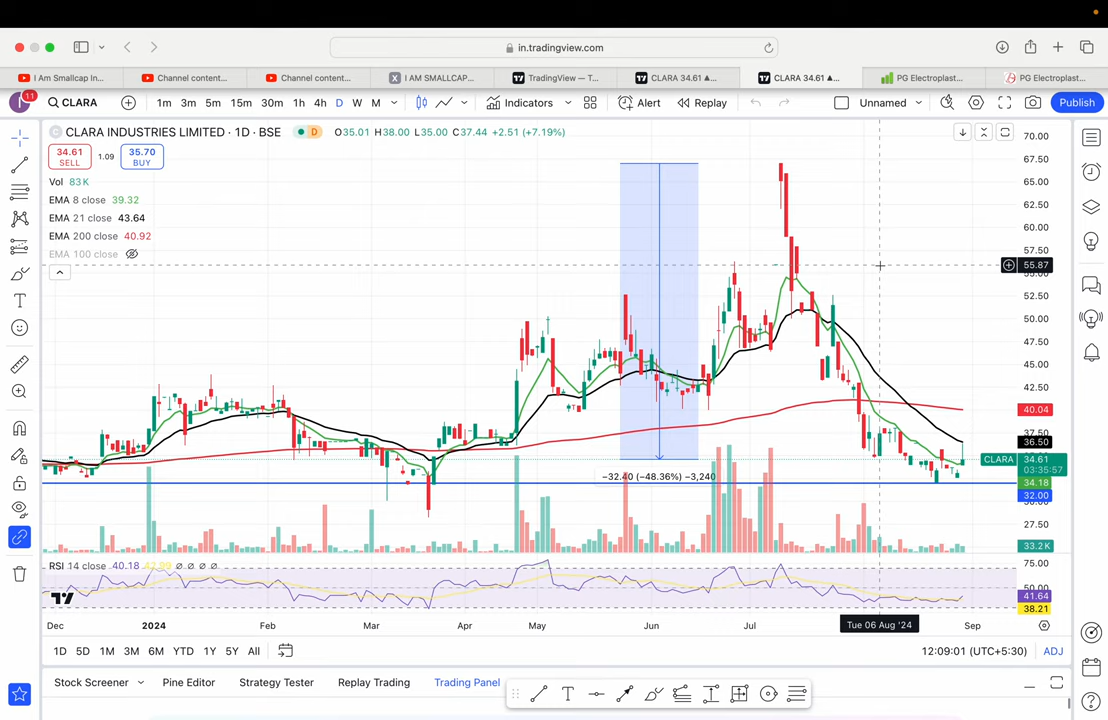 in.tradingview.com
I Am Smallcap In...
Channel content...
Channel content...
I AM SMALLCAP...
TradingView — T...
CLARA 34.61 ▲...
CLARA 34.61 ▲...
PG Electroplast...
PG Electroplast...
11
CLARA
1m 3m 5m 15m 30m 1h 4h D W M
Indicators
Alert
Replay
Unnamed
Publish
CLARA INDUSTRIES LIMITED · 1D · BSE D O35.01 H38.00 L35.00 C37.44 +2.51 (+7.19%)
34.61 SELL 1.09 35.70 BUY
Vol 83 K
EMA 8 close 39.32
EMA 21 close 43.64
EMA 200 close 40.92
EMA 100 close
70.00
67.50
65.00
62.50
60.00
57.50
55.87
52.50
50.00
47.50
45.00
42.50
40.04
37.50
36.50
CLARA 34.61
03:35:57
34.18
32.00
27.50
33.2 K
−32.40 (−48.36%) −3,240
RSI 14 close 40.18
75.00
50.00
41.64
38.21
Dec 2024 Feb Mar Apr May Jun Jul Tue 06 Aug '24 Sep
1D 5D 1M 3M 6M YTD 1Y 5Y All
12:09:01 (UTC+5:30) ADJ
Stock Screener Pine Editor Strategy Tester Replay Trading Trading Panel